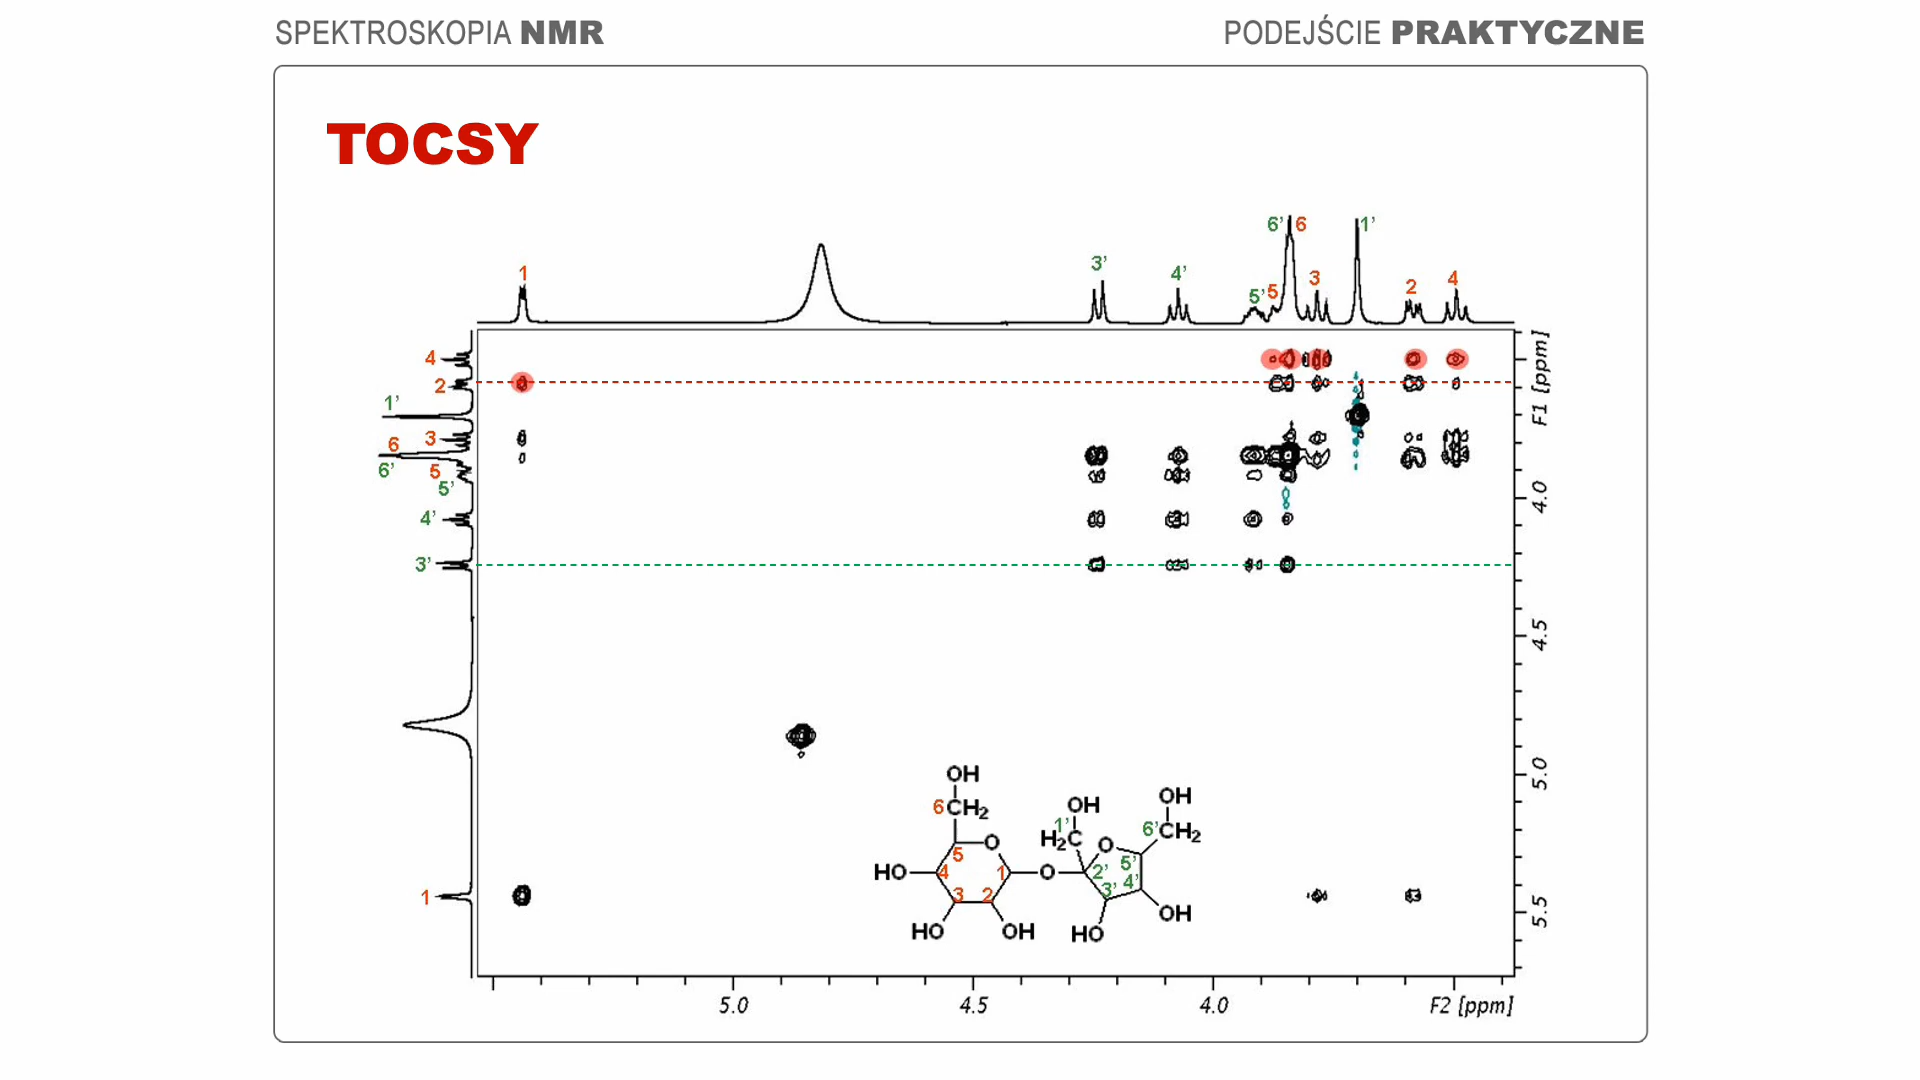 SPEKTROSKOPIA NMR
PODEJŚCIE PRAKTYCZNE
TOCSY
6' 6 1'
3' 4' 1 5' 5 3 2 4
4
2
1'
3
6
6' 5
5'
4'
3'
1
F1 [ppm]
4.0
4.5
5.0
5.5
OH
6 CH2
O
5
HO 4 1 O
3 2
HO OH
OH
1'
H2C
O
OH
6' CH2
5'
2'
3' 4'
HO OH
5.0 4.5 4.0 F2 [ppm]